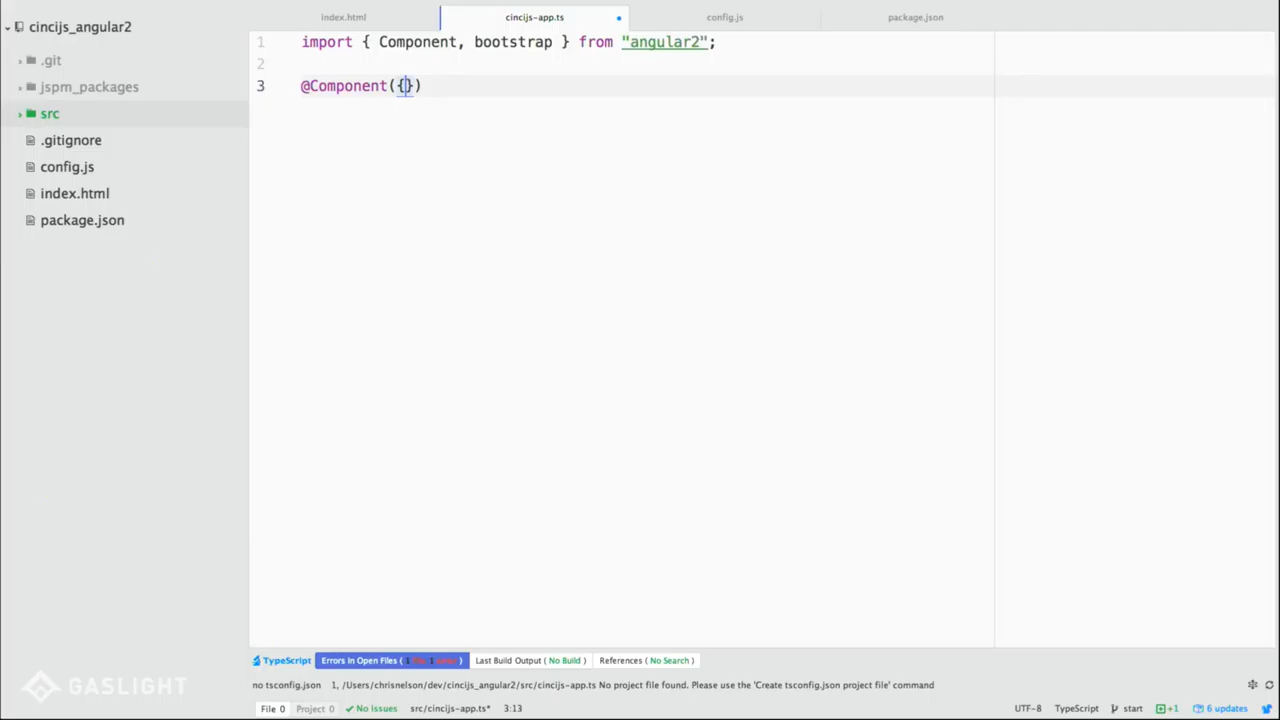 cincijs_angular2
.git
jspm_packages
src
.gitignore
config.js
index.html
package.json
index.html
cincijs-app.ts
config.js
package.json
1 import { Component, bootstrap } from "angular2";
2
3 @Component({})
TypeScript
Errors In Open Files ( 1 1 )
Last Build Output ( No Build )
References ( No Search )
no tsconfig.json 1, /Users/chrisnelson/dev/cincijs_angular2/src/cincijs-app.ts No project file found. Please use the 'Create tsconfig.json project file' command
File 0 Project 0 No Issues src/cincijs-app.ts* 3:13
UTF-8 TypeScript start +1 6 updates
GASLIGHT